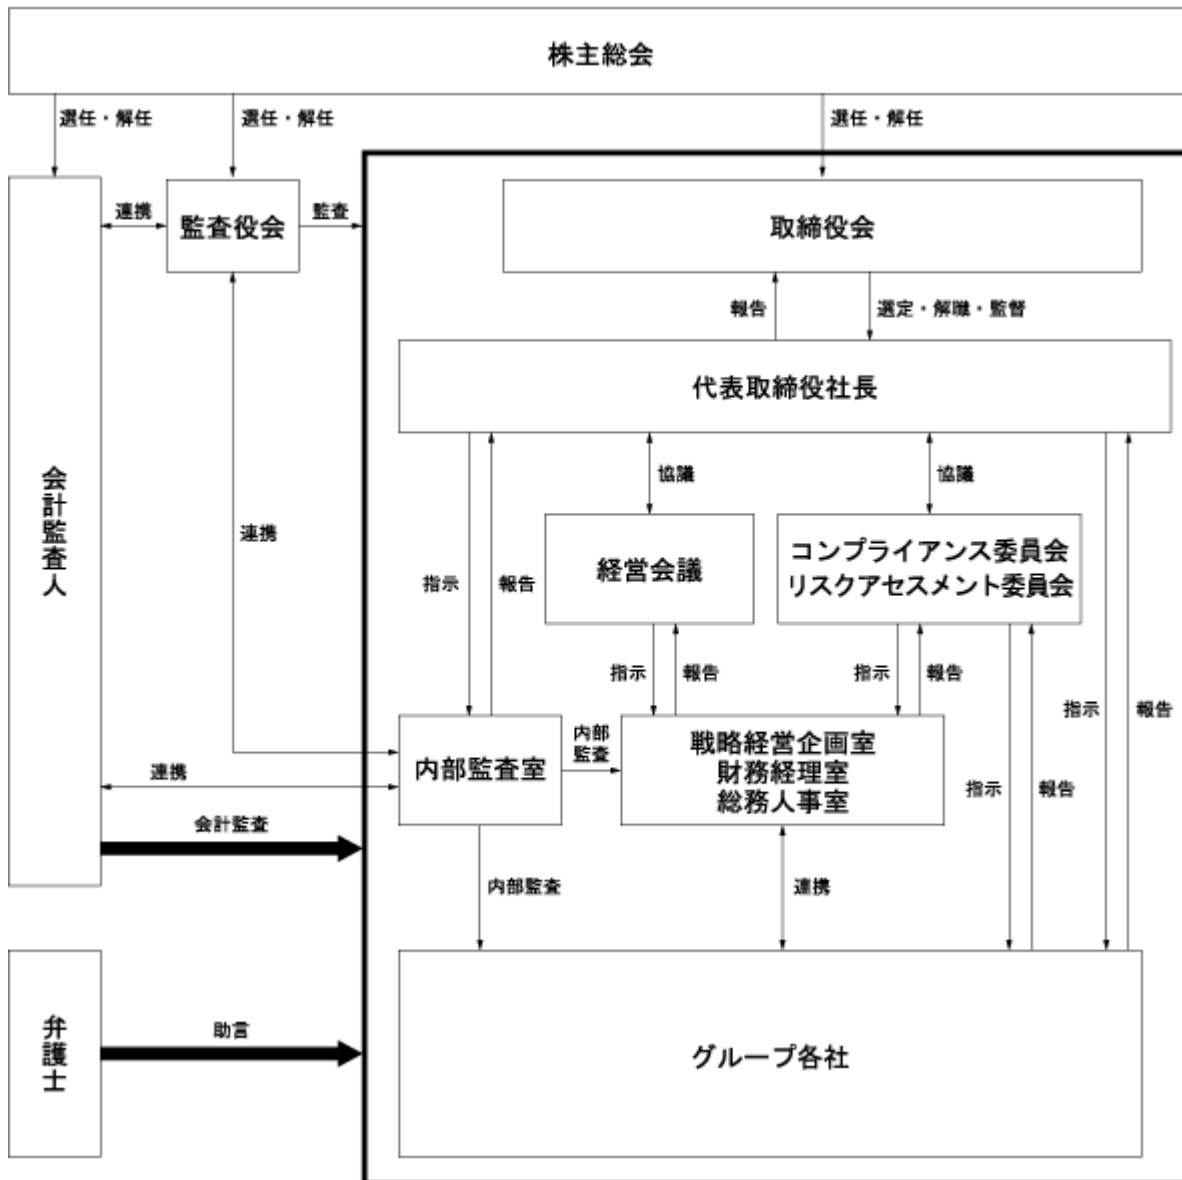 株主総会
選任・解任
選任・解任
選任・解任
連携
監査役会
監査
取締役会
報告
選定・解職・監督
代表取締役社長
会計監査人
協議
協議
連携
経営会議
コンプライアンス委員会
リスクアセスメント委員会
指示
報告
指示
報告
指示
報告
指示
報告
内部監査室
内部
監査
戦略経営企画室
財務経理室
総務人事室
連携
指示
報告
会計監査
内部監査
連携
弁護士
助言
グループ各社